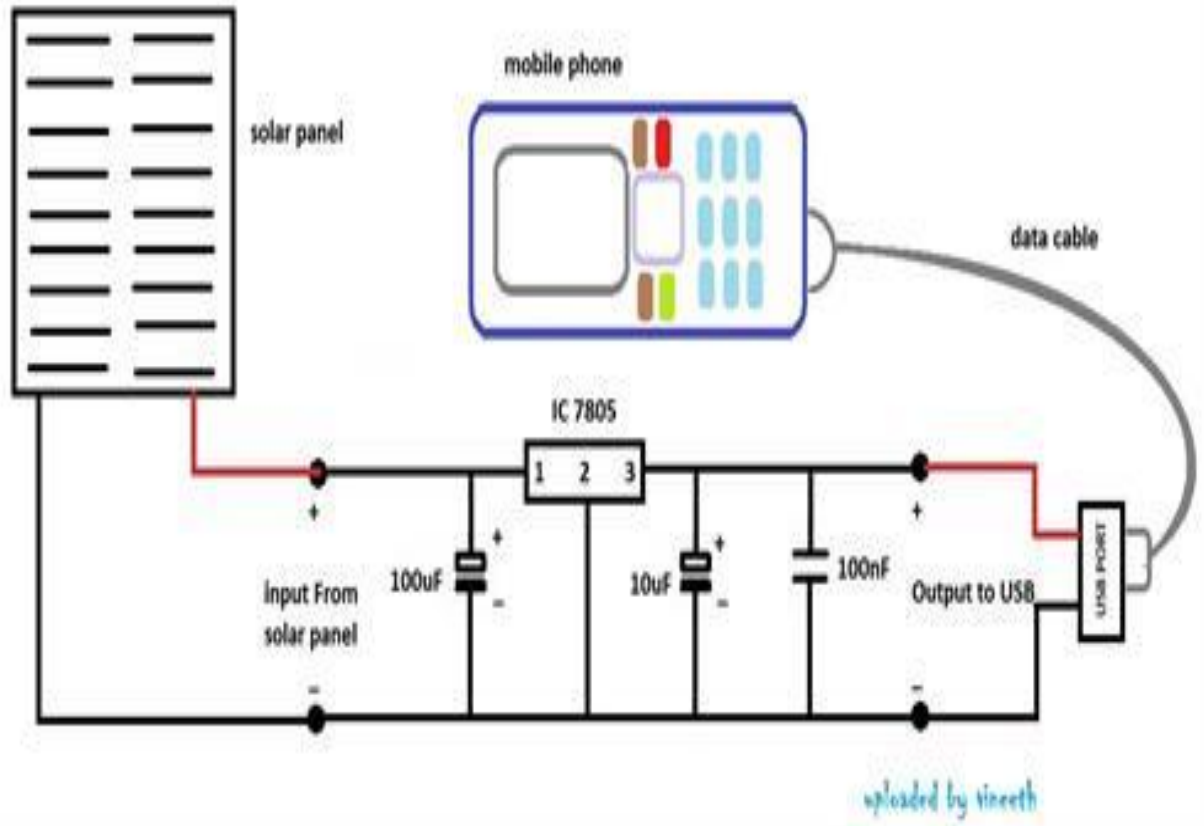 mobile phone
solar panel
data cable
IC 7805
1 2 3
+
+
+
+
100uF
10uF
100nF
–
–
input From
solar panel
Output to USB
USB PORT
–
–
uploaded by vineeth